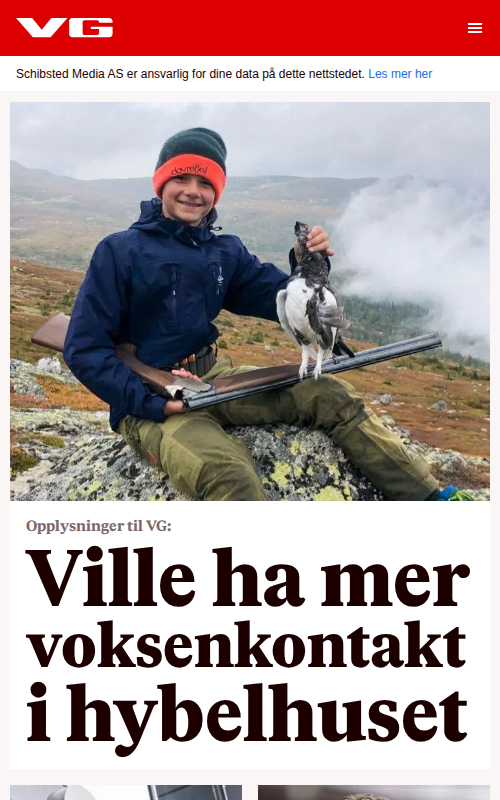 VG
Schibsted Media AS er ansvarlig for dine data på dette nettstedet. Les mer her
dovrefjell
Opplysninger til VG:
Ville ha mer
voksenkontakt
i hybelhuset